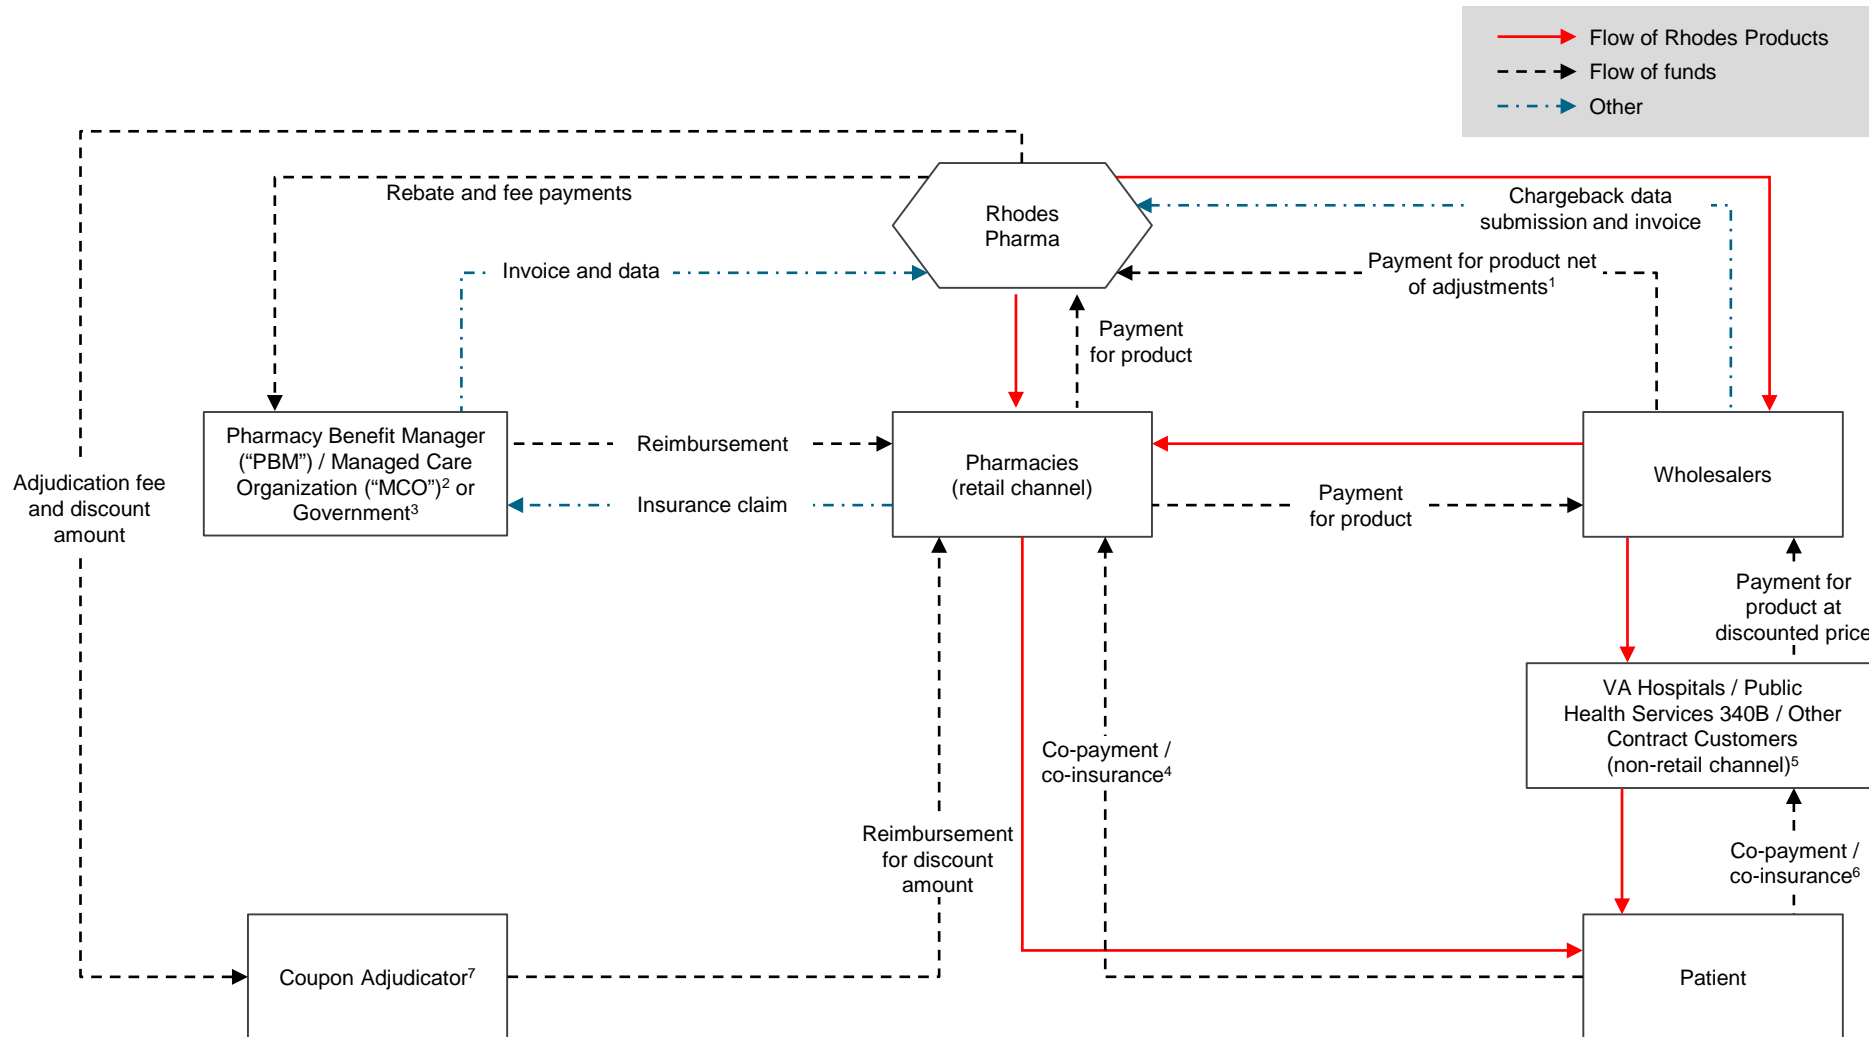 Flow of Rhodes Products
Flow of funds
Other
Rebate and fee payments
Rhodes
Pharma
Chargeback data
submission and invoice
Invoice and data
Payment for product net
of adjustments¹
Payment
for product
Pharmacy Benefit Manager
(“PBM”) / Managed Care
Organization (“MCO”)² or
Government³
Reimbursement
Insurance claim
Pharmacies
(retail channel)
Payment
for product
Wholesalers
Adjudication fee
and discount
amount
Payment for
product at
discounted price
VA Hospitals / Public
Health Services 340B / Other
Contract Customers
(non-retail channel)⁵
Co-payment /
co-insurance⁴
Reimbursement
for discount
amount
Co-payment /
co-insurance⁶
Coupon Adjudicator⁷
Patient